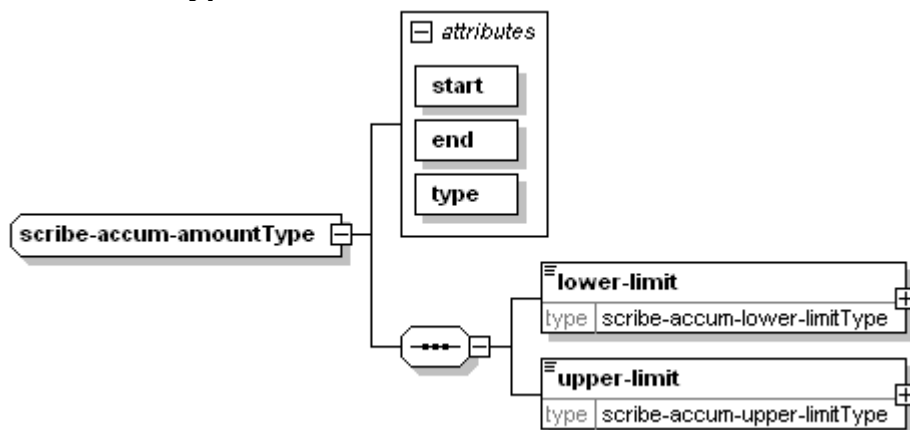 attributes
start
end
type
scribe-accum-amountType
lower-limit
type scribe-accum-lower-limitType
upper-limit
type scribe-accum-upper-limitType